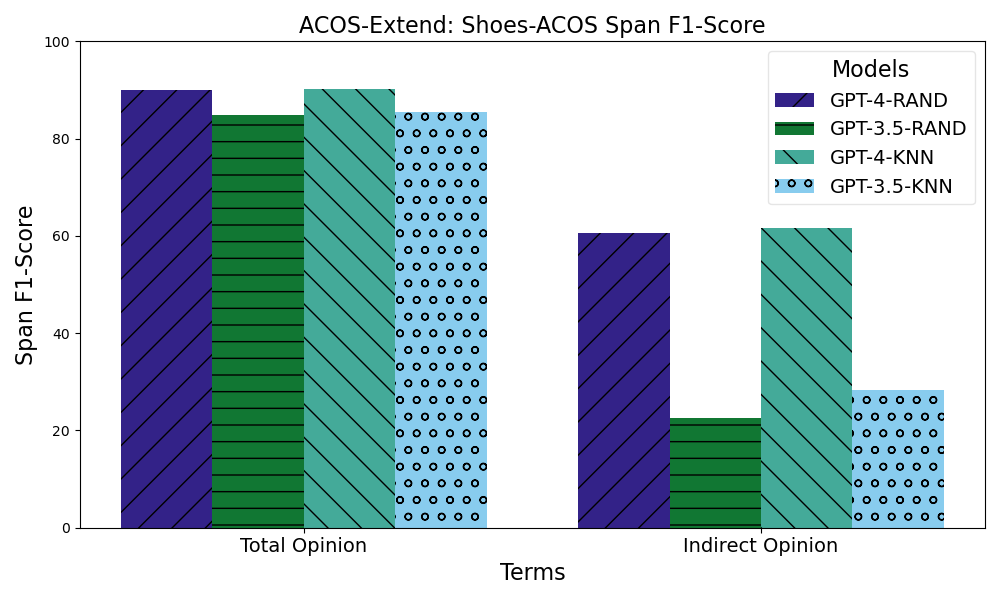 ACOS-Extend: Shoes-ACOS Span F1-Score
100
80
60
40
20
0
Span F1-Score
Models
GPT-4-RAND
GPT-3.5-RAND
GPT-4-KNN
GPT-3.5-KNN
Total Opinion
Indirect Opinion
Terms